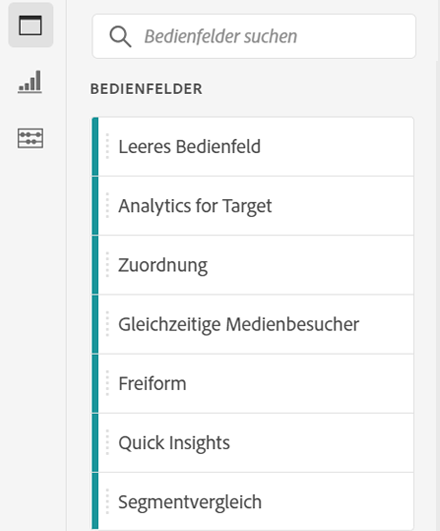 Bedienfelder suchen
BEDIENFELDER
Leeres Bedienfeld
Analytics for Target
Zuordnung
Gleichzeitige Medienbesucher
Freiform
Quick Insights
Segmentvergleich